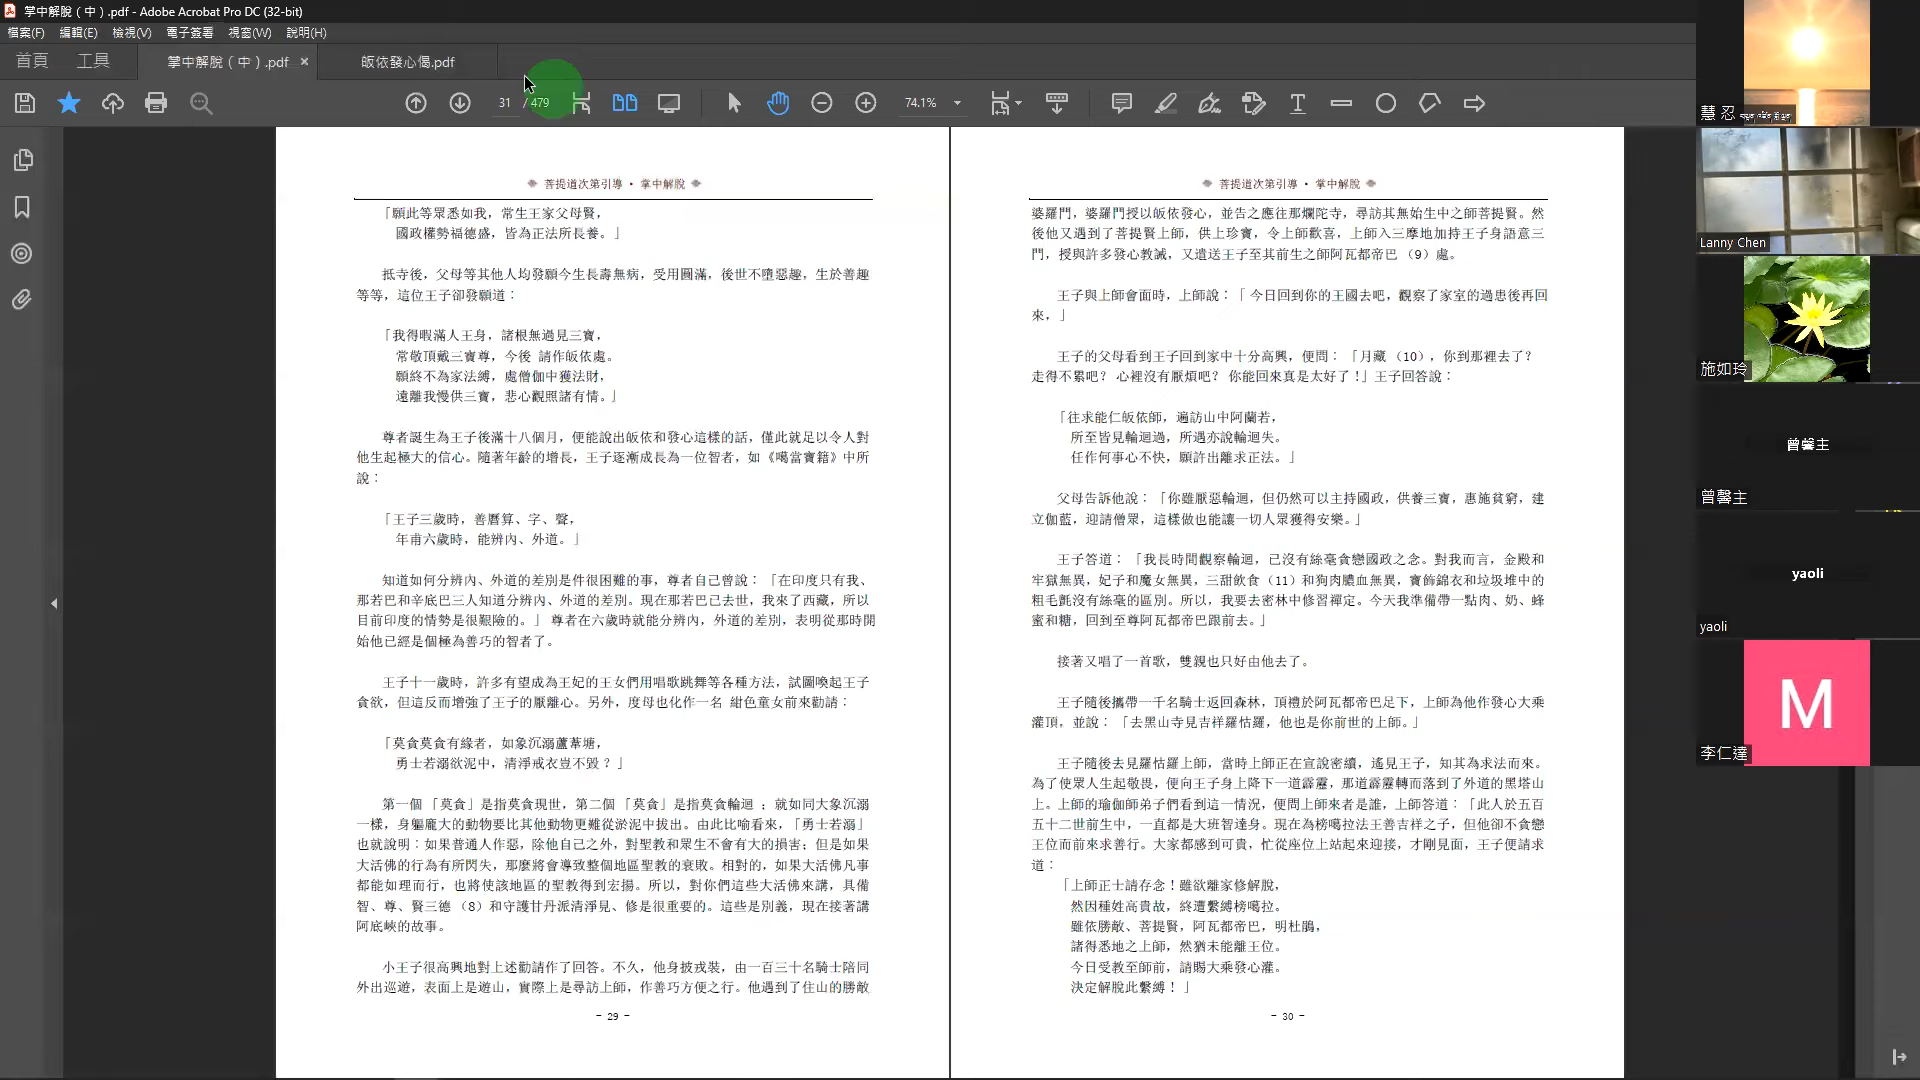 掌中解脫（中）.pdf - Adobe Acrobat Pro DC (32-bit)
檔案(F) 編輯(E) 檢視(V) 電子簽署 視窗(W) 說明(H)
首頁 工具 掌中解脫（中）.pdf × 皈依發心偈.pdf
31 / 479 74.1%
菩提道次第引導 • 掌中解脫
「願此等眾悉如我，常生王家父母賢，
國政權勢福德盛，皆為正法所長養。」
抵寺後，父母等其他人均發願今生長壽無病，受用圓滿，後世不墮惡趣，生於善趣
等等，這位王子卻發願道：
「我得暇滿人王身，諸根無過見三寶，
常敬頂戴三寶尊，今後 請作皈依處。
願終不為家法縛，處僧伽中獲法財，
遠離我慢供三寶，悲心觀照諸有情。」
尊者誕生為王子後滿十八個月，便能說出皈依和發心這樣的話，僅此就足以令人對
他生起極大的信心。隨著年齡的增長，王子逐漸成長為一位智者，如《噶當寶籍》中所
說：
「王子三歲時，善曆算、字、聲，
年甫六歲時，能辨內、外道。」
知道如何分辨內、外道的差別是件很困難的事，尊者自己曾說：「在印度只有我、
那若巴和辛底巴三人知道分辨內、外道的差別。現在那若巴已去世，我來了西藏，所以
目前印度的情勢是很艱險的。」 尊者在六歲時就能分辨內，外道的差別，表明從那時開
始他已經是個極為善巧的智者了。
王子十一歲時，許多有望成為王妃的王女們用唱歌跳舞等各種方法，試圖喚起王子
貪欲，但這反而增強了王子的厭離心。另外，度母也化作一名 紺色童女前來勸請：
「莫貪莫貪有緣者，如象沉溺蘆葦塘，
勇士若溺欲泥中，清淨戒衣豈不毀？」
第一個 「莫貪」是指莫貪現世，第二個 「莫貪」是指莫貪輪迴 ；就如同大象沉溺
一樣，身軀龐大的動物要比其他動物更難從淤泥中拔出。由此比喻看來，「勇士若溺」
也就說明：如果普通人作惡，除他自己之外，對聖教和眾生不會有大的損害；但是如果
大活佛的行為有所閃失，那麼將會導致整個地區聖教的衰敗。相對的，如果大活佛凡事
都能如理而行，也將使該地區的聖教得到宏揚。所以，對你們這些大活佛來講，具備
智、尊、賢三德 （8）和守護甘丹派清淨見、修是很重要的。這些是別義，現在接著講
阿底峽的故事。
小王子很高興地對上述勸請作了回答。不久，他身披戎裝，由一百三十名騎士陪同
外出巡遊，表面上是遊山，實際上是尋訪上師，作善巧方便之行。他遇到了住山的勝敵
- 29 -
菩提道次第引導 • 掌中解脫
婆羅門，婆羅門授以皈依發心，並告之應往那爛陀寺，尋訪其無始生中之師菩提賢。然
後他又遇到了菩提賢上師，供上珍寶，令上師歡喜，上師入三摩地加持王子身語意三
門，授與許多發心教誡，又遣送王子至其前生之師阿瓦都帝巴 （9）處。
王子與上師會面時，上師說：「 今日回到你的王國去吧，觀察了家室的過患後再回
來，」
王子的父母看到王子回到家中十分高興，便問： 「月藏 （10），你到那裡去了?
走得不累吧? 心裡沒有厭煩吧? 你能回來真是太好了！」王子回答說：
「往求能仁皈依師，遍訪山中阿蘭若，
所至皆見輪迴過，所遇亦說輪迴失。
任作何事心不快，願許出離求正法。」
父母告訴他說：「你雖厭惡輪迴，但仍然可以主持國政，供養三寶，惠施貧窮，建
立伽藍，迎請僧眾，這樣做也能讓一切人眾獲得安樂。」
王子答道： 「我長時間觀察輪迴，已沒有絲毫貪戀國政之念。對我而言，金殿和
牢獄無異，妃子和魔女無異，三甜飲食（11）和狗肉膿血無異，寶飾錦衣和垃圾堆中的
粗毛氈沒有絲毫的區別。所以，我要去密林中修習禪定。今天我準備帶一點肉、奶、蜂
蜜和糖，回到至尊阿瓦都帝巴跟前去。」
接著又唱了一首歌，雙親也只好由他去了。
王子隨後攜帶一千名騎士返回森林，頂禮於阿瓦都帝巴足下，上師為他作發心大乘
灌頂，並說： 「去黑山寺見吉祥羅怙羅，他也是你前世的上師。」
王子隨後去見羅怙羅上師，當時上師正在宣說密續，遙見王子，知其為求法而來。
為了使眾人生起敬畏，便向王子身上降下一道霹靂，那道霹靂轉而落到了外道的黑塔山
上。上師的瑜伽師弟子們看到這一情況，便問上師來者是誰，上師答道：「此人於五百
五十二世前生中，一直都是大班智達身。現在為榜噶拉法王善吉祥之子，但他卻不貪戀
王位而前來求善行。大家都感到可貴，忙從座位上站起來迎接，才剛見面，王子便請求
道：
「上師正士請存念！雖欲離家修解脫，
然因種姓高貴故，終遭繫縛榜噶拉。
雖依勝敵、菩提賢，阿瓦都帝巴，明杜鵑，
諸得悉地之上師，然猶未能離王位。
今日受教至師前，請賜大乘發心灌。
決定解脫此繫縛！ 」
- 30 -
慧 忍
Lanny Chen
施如玲
曾馨主
曾馨主
yaoli
yaoli
M
李仁達